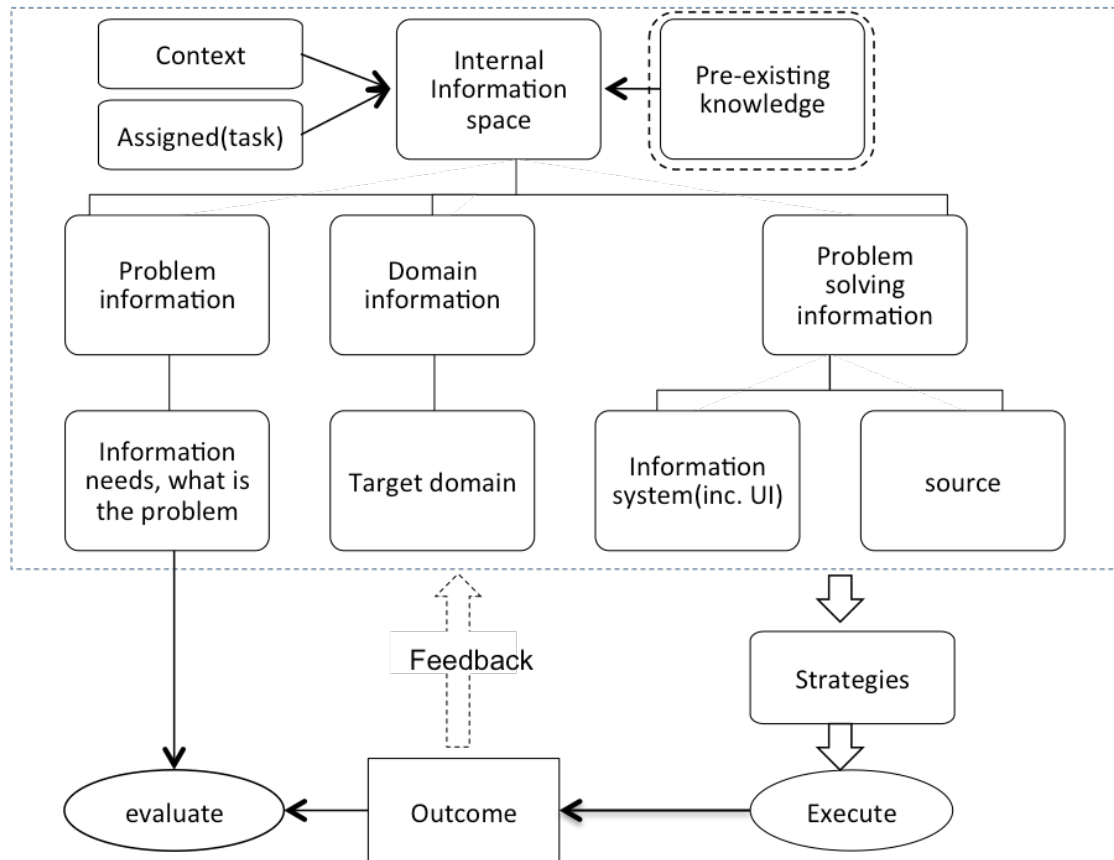 Context
Assigned(task)
Internal
Information
space
Pre-existing
knowledge
Problem
information
Domain
information
Problem
solving
information
Information
needs, what is
the problem
Target domain
Information
system(inc. UI)
source
Feedback
Strategies
evaluate
Outcome
Execute